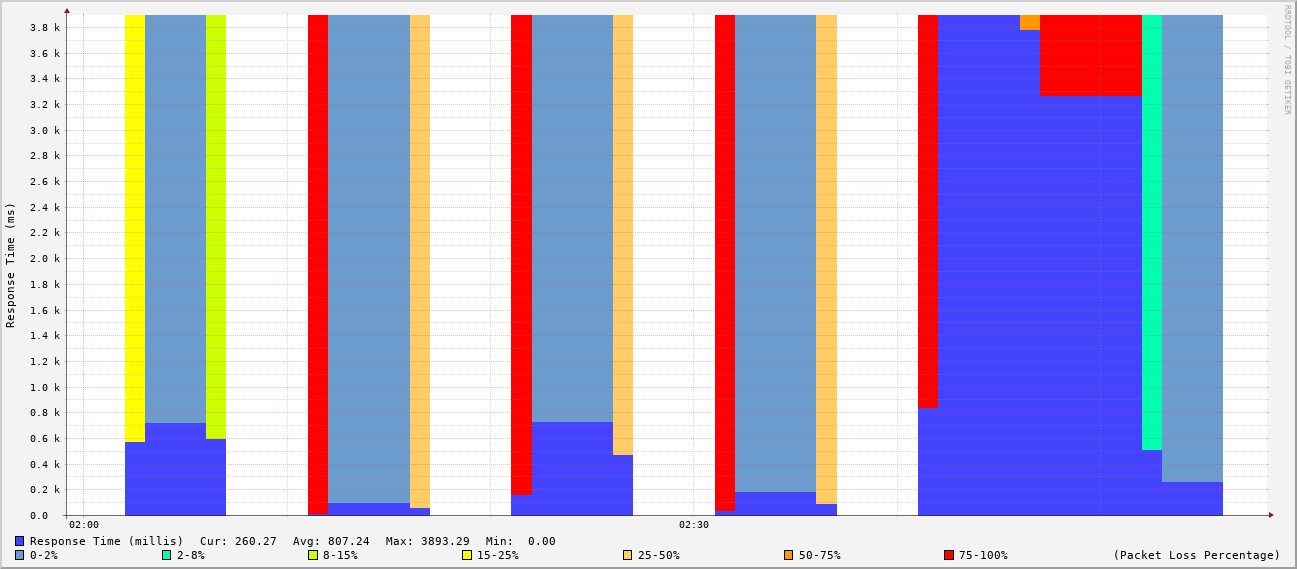 RRDTOOL / TOBI OETIKER
Response Time (ms)
3.8 k
3.6 k
3.4 k
3.2 k
3.0 k
2.8 k
2.6 k
2.4 k
2.2 k
2.0 k
1.8 k
1.6 k
1.4 k
1.2 k
1.0 k
0.8 k
0.6 k
0.4 k
0.2 k
0.0
02:00 02:30
Response Time (millis) Cur: 260.27 Avg: 807.24 Max: 3893.29 Min: 0.00
0-2% 2-8% 8-15% 15-25% 25-50% 50-75% 75-100% (Packet Loss Percentage)